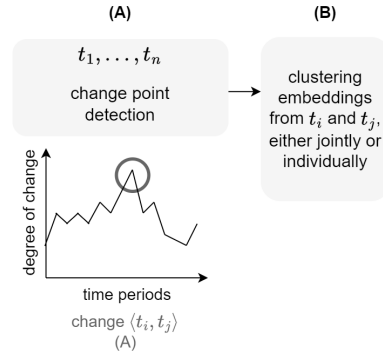 (A)
(B)
t₁, . . . , tₙ
change point
detection
clustering
embeddings
from tᵢ and tⱼ,
either jointly or
individually
degree of change
time periods
change ⟨tᵢ, tⱼ⟩
(A)